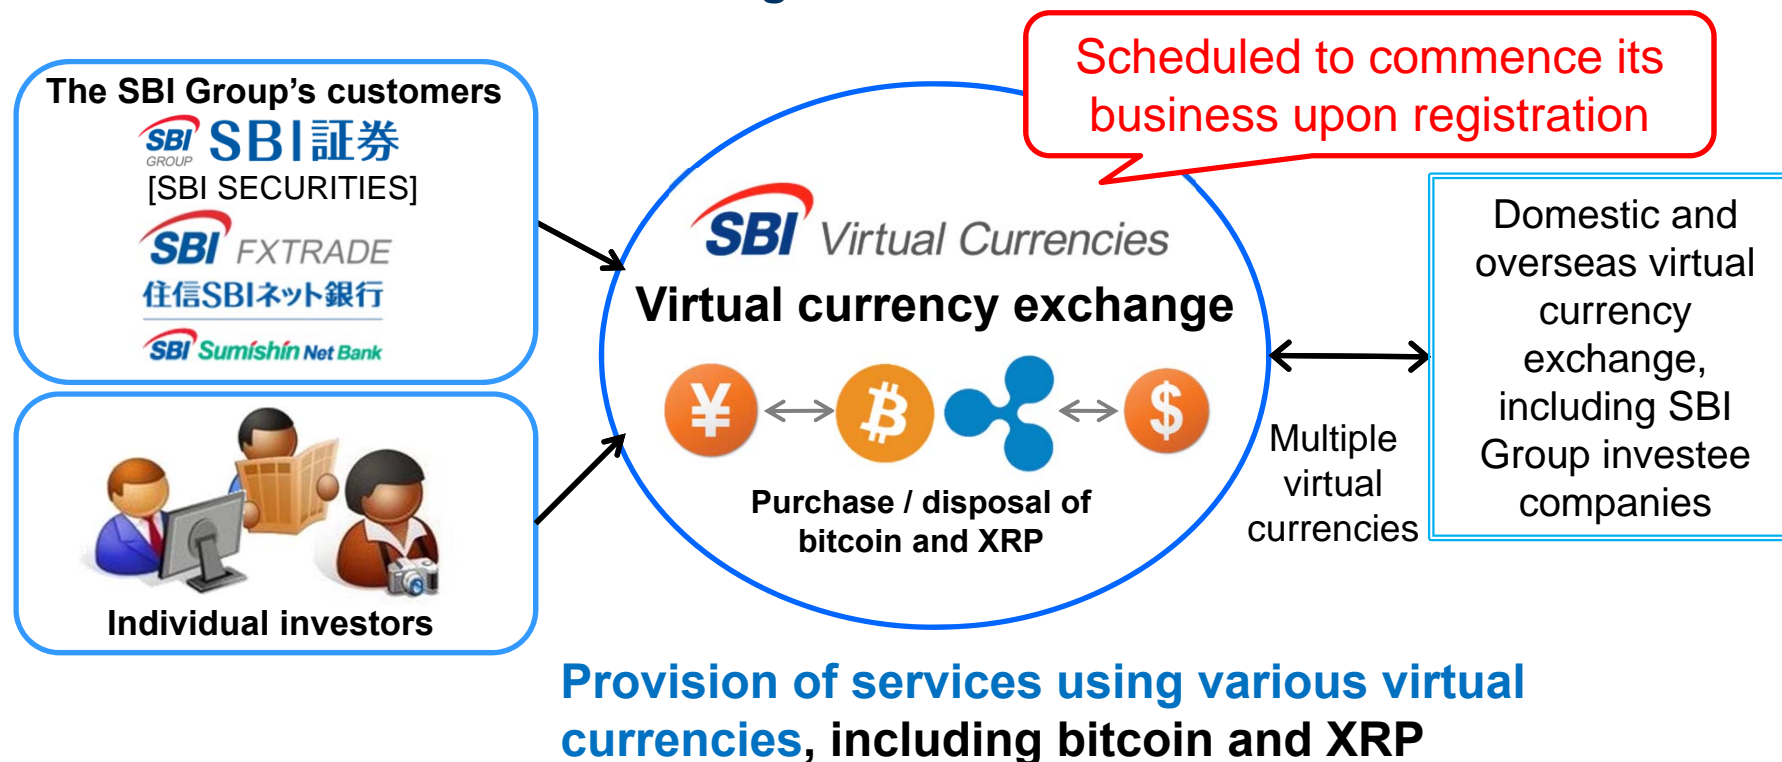 The SBI Group's customers
SBI GROUP SBI証券
[SBI SECURITIES]
SBI FXTRADE
住信SBIネット銀行
SBI Sumishin Net Bank
Individual investors
Scheduled to commence its
business upon registration
SBI Virtual Currencies
Virtual currency exchange
¥ ₿ $
Purchase / disposal of
bitcoin and XRP
Multiple
virtual
currencies
Domestic and
overseas virtual
currency
exchange,
including SBI
Group investee
companies
Provision of services using various virtual
currencies, including bitcoin and XRP